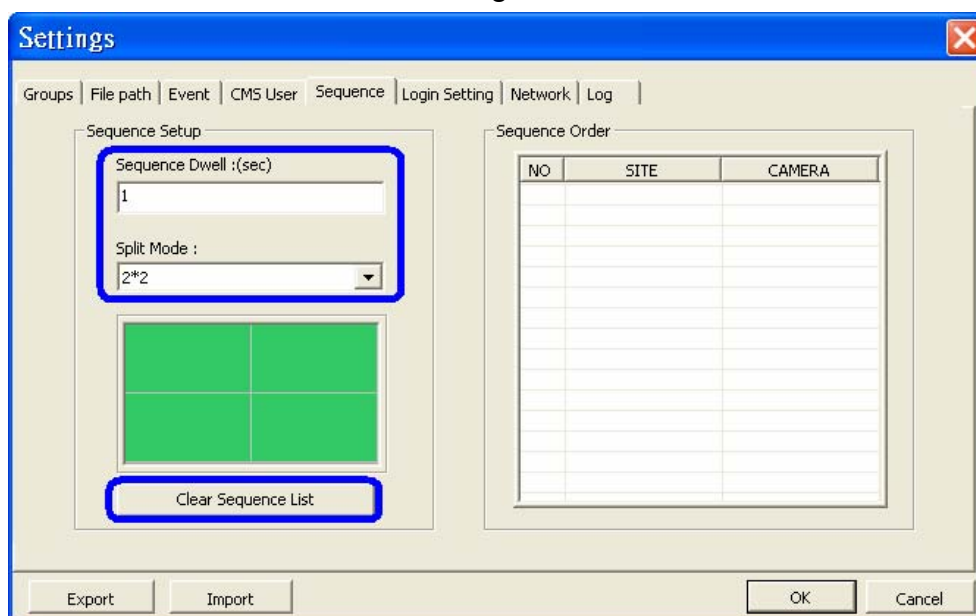 Settings
Groups File path Event CMS User Sequence Login Setting Network Log
Sequence Setup
Sequence Dwell :(sec)
1
Split Mode :
2*2
Clear Sequence List
Sequence Order
NO SITE CAMERA
Export Import OK Cancel